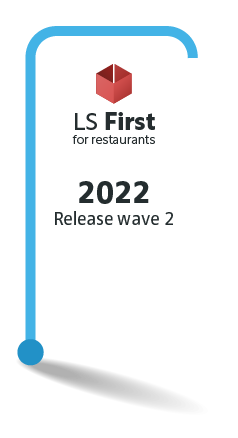 LS First
for restaurants
2022
Release wave 2